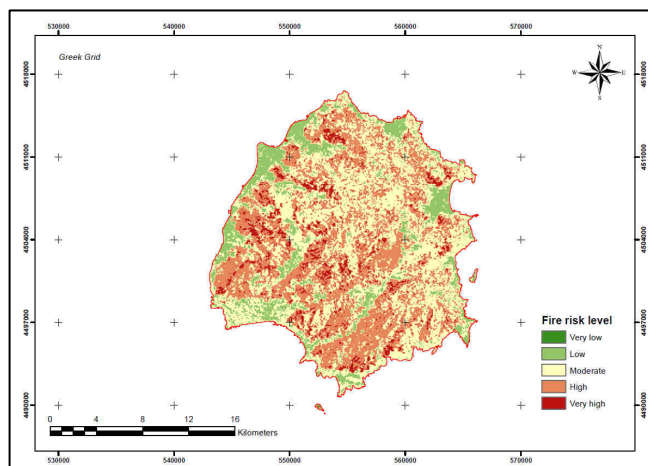 530000 540000 550000 560000 570000
Greek Grid
N
W E
S
4518000 4518000
4511000 4511000
4504000 4504000
4497000 4497000
4490000 4490000
Fire risk level
Very low
Low
Moderate
High
Very high
0 2 4 8 12 16
Kilometers
530000 540000 550000 560000 570000